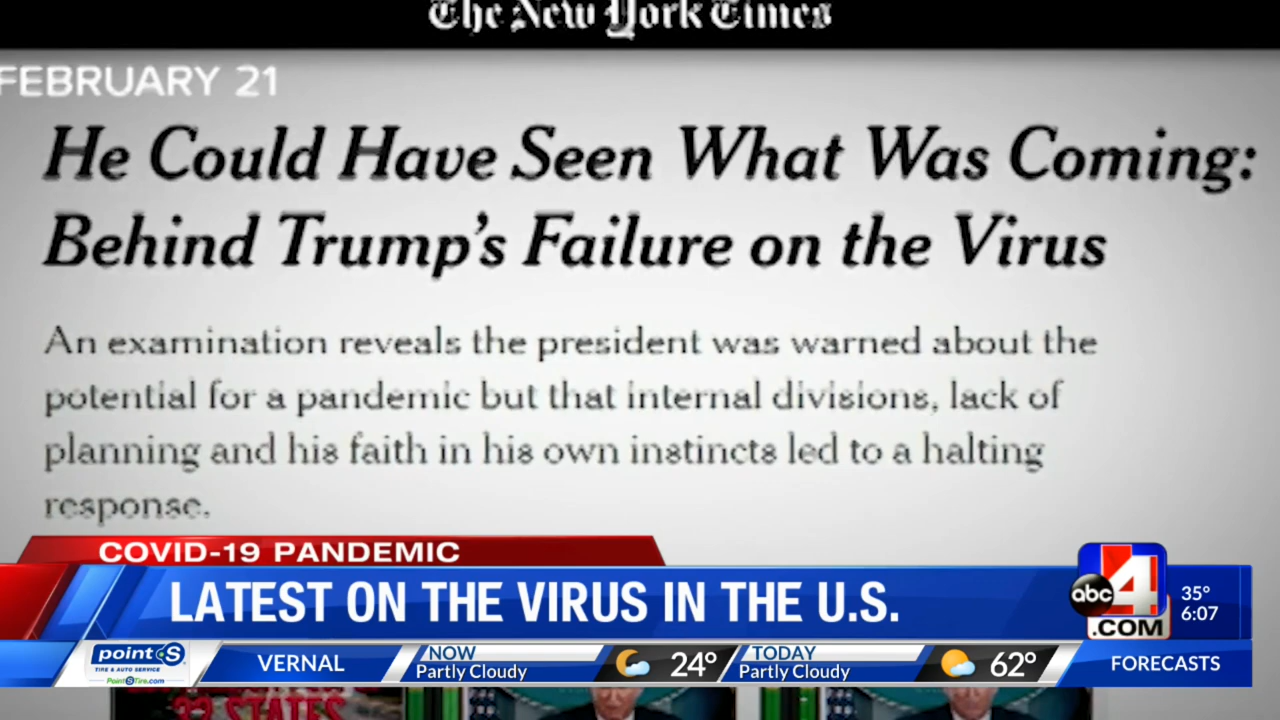 The New York Times
FEBRUARY 21
He Could Have Seen What Was Coming:
Behind Trump's Failure on the Virus
An examination reveals the president was warned about the
potential for a pandemic but that internal divisions, lack of
planning and his faith in his own instincts led to a halting
response.
COVID-19 PANDEMIC
LATEST ON THE VIRUS IN THE U.S.
abc 4
.COM
35°
6:07
point S
TIRE & AUTO SERVICE
PointSTire.com
VERNAL
NOW
Partly Cloudy
24°
TODAY
Partly Cloudy
62°
FORECASTS